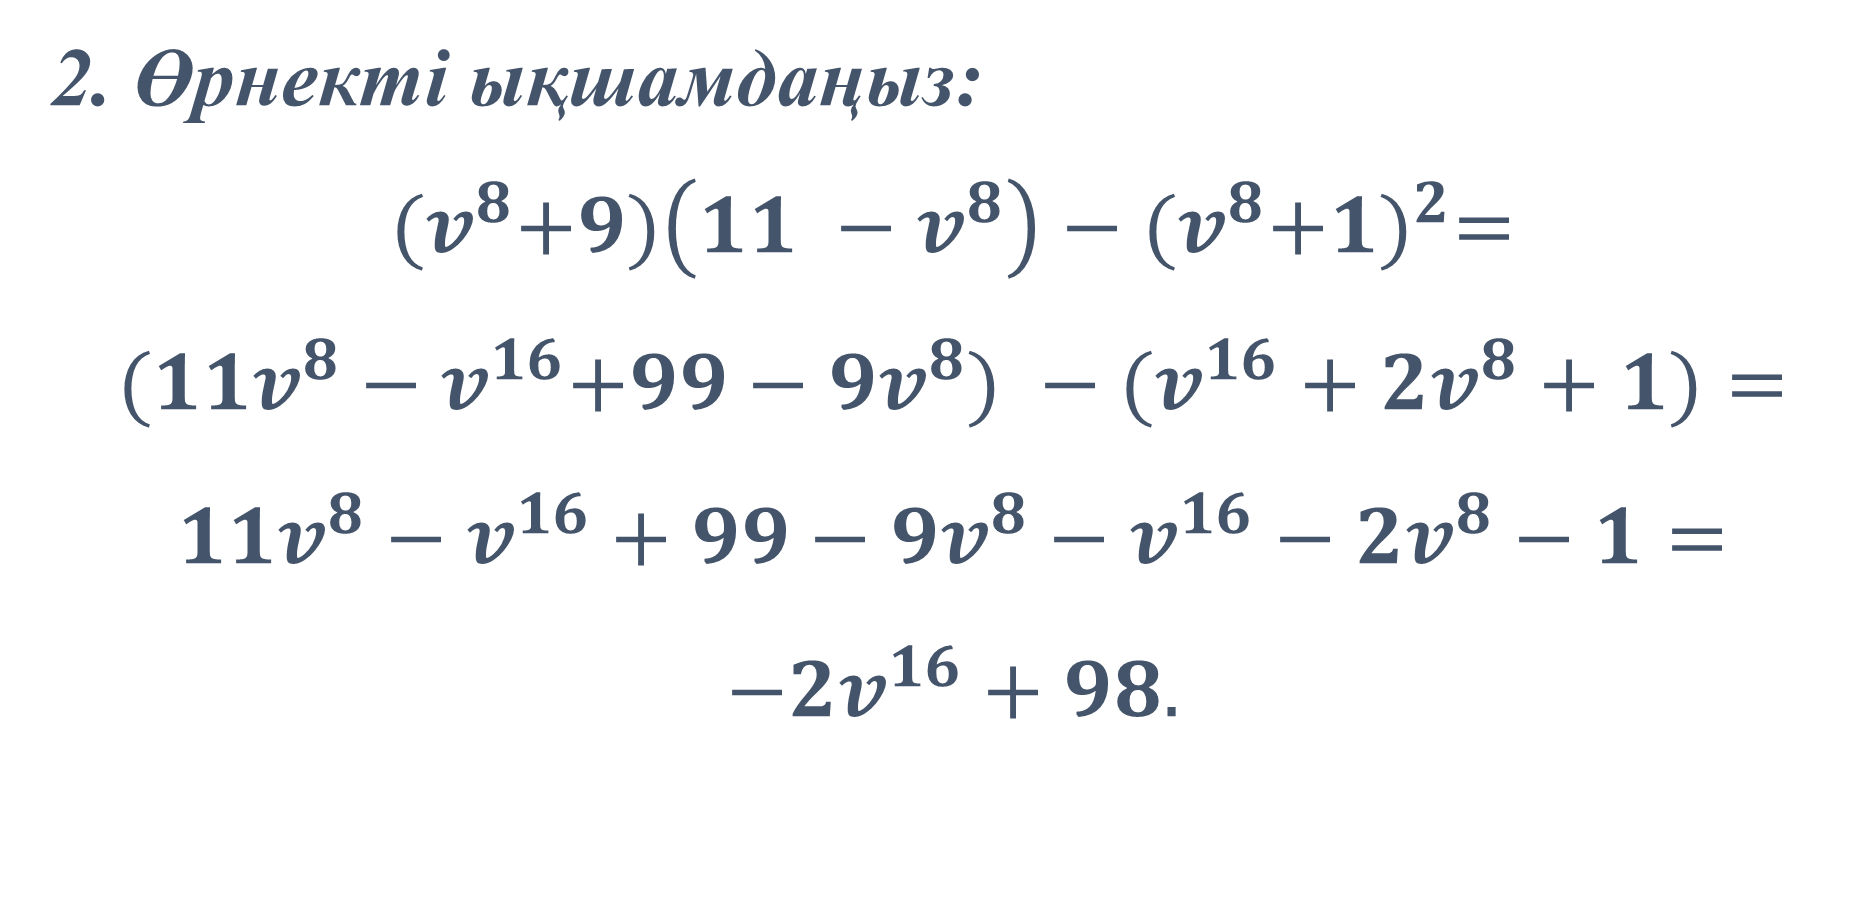 2. Өрнекті ықшамдаңыз:
(v⁸+9)(11 − v⁸) − (v⁸+1)²=
(11v⁸ − v¹⁶+99 − 9v⁸) − (v¹⁶ + 2v⁸ + 1) =
11v⁸ − v¹⁶ + 99 − 9v⁸ − v¹⁶ − 2v⁸ − 1 =
−2v¹⁶ + 98.